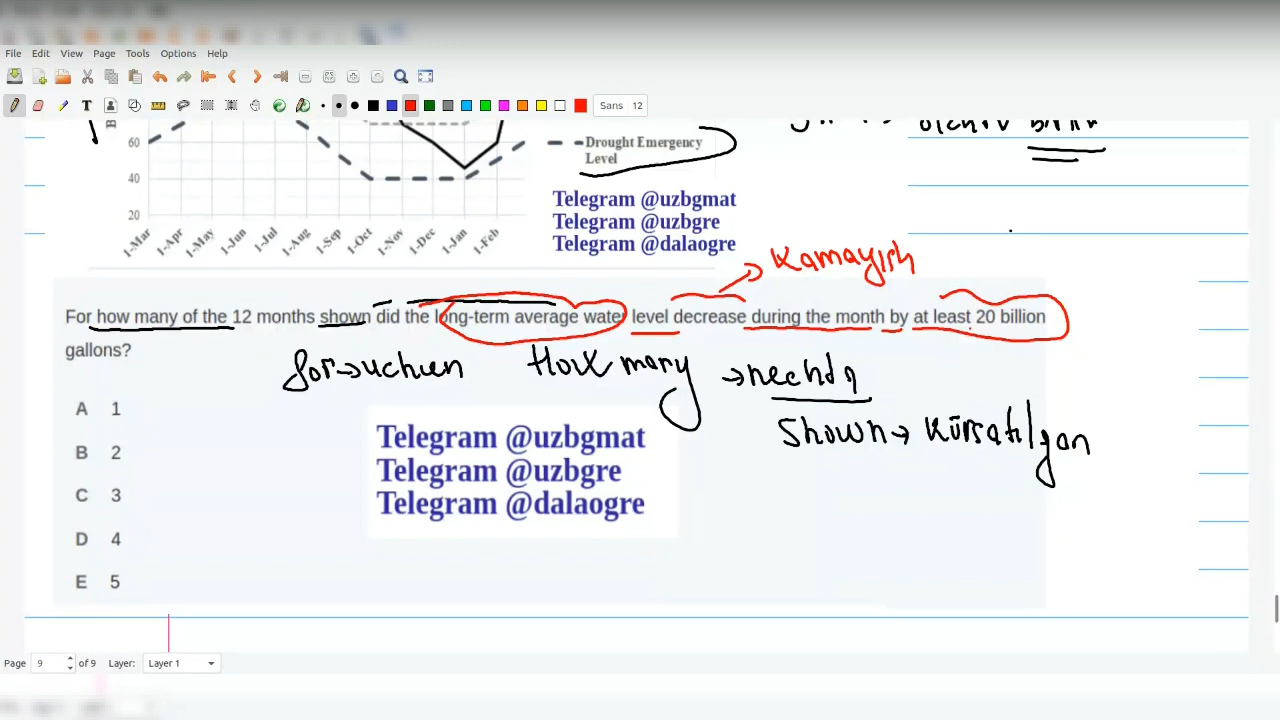 File Edit View Page Tools Options Help
Sans 12
60
40
20
1-Mar 1-Apr 1-May 1-Jun 1-Jul 1-Aug 1-Sep 1-Oct 1-Nov 1-Dec 1-Jan 1-Feb
Drought Emergency
Level
Telegram @uzbgmat
Telegram @uzbgre
Telegram @dalaogre
Kamayish
For how many of the 12 months shown did the long-term average water level decrease during the month by at least 20 billion
gallons?
for→uchun How many →nechta
Shown→ Kürsatilgan
A 1
B 2
C 3
D 4
E 5
Telegram @uzbgmat
Telegram @uzbgre
Telegram @dalaogre
Page 9 of 9 Layer: Layer 1